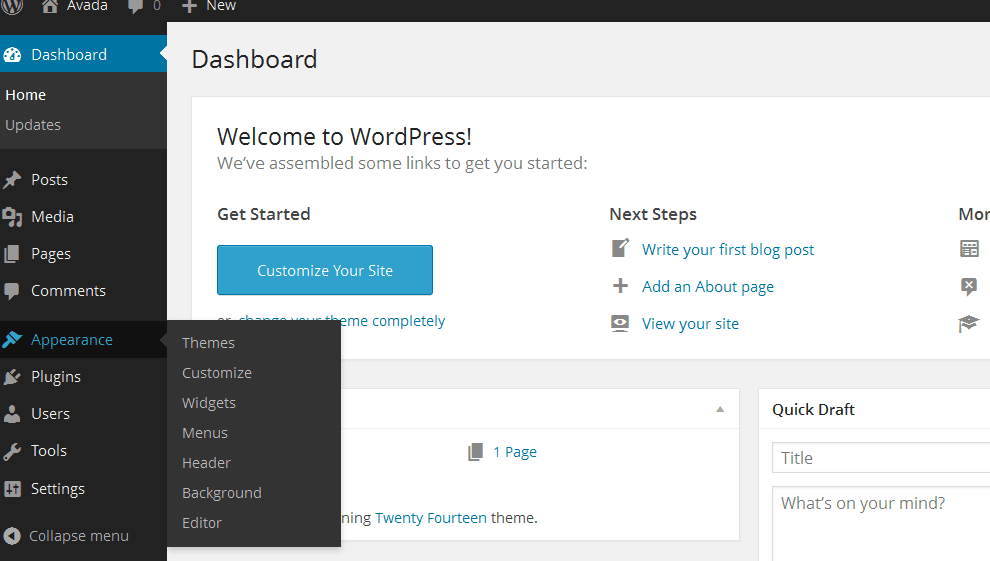 Avada 0 New
Dashboard
Home
Updates
Posts
Media
Pages
Comments
Appearance
Plugins
Users
Tools
Settings
Collapse menu
Themes
Customize
Widgets
Menus
Header
Background
Editor
Dashboard
Welcome to WordPress!
We've assembled some links to get you started:
Get Started
Customize Your Site
or, change your theme completely
Next Steps
Write your first blog post
Add an About page
View your site
Mor
1 Page
ning Twenty Fourteen theme.
Quick Draft
Title
What's on your mind?